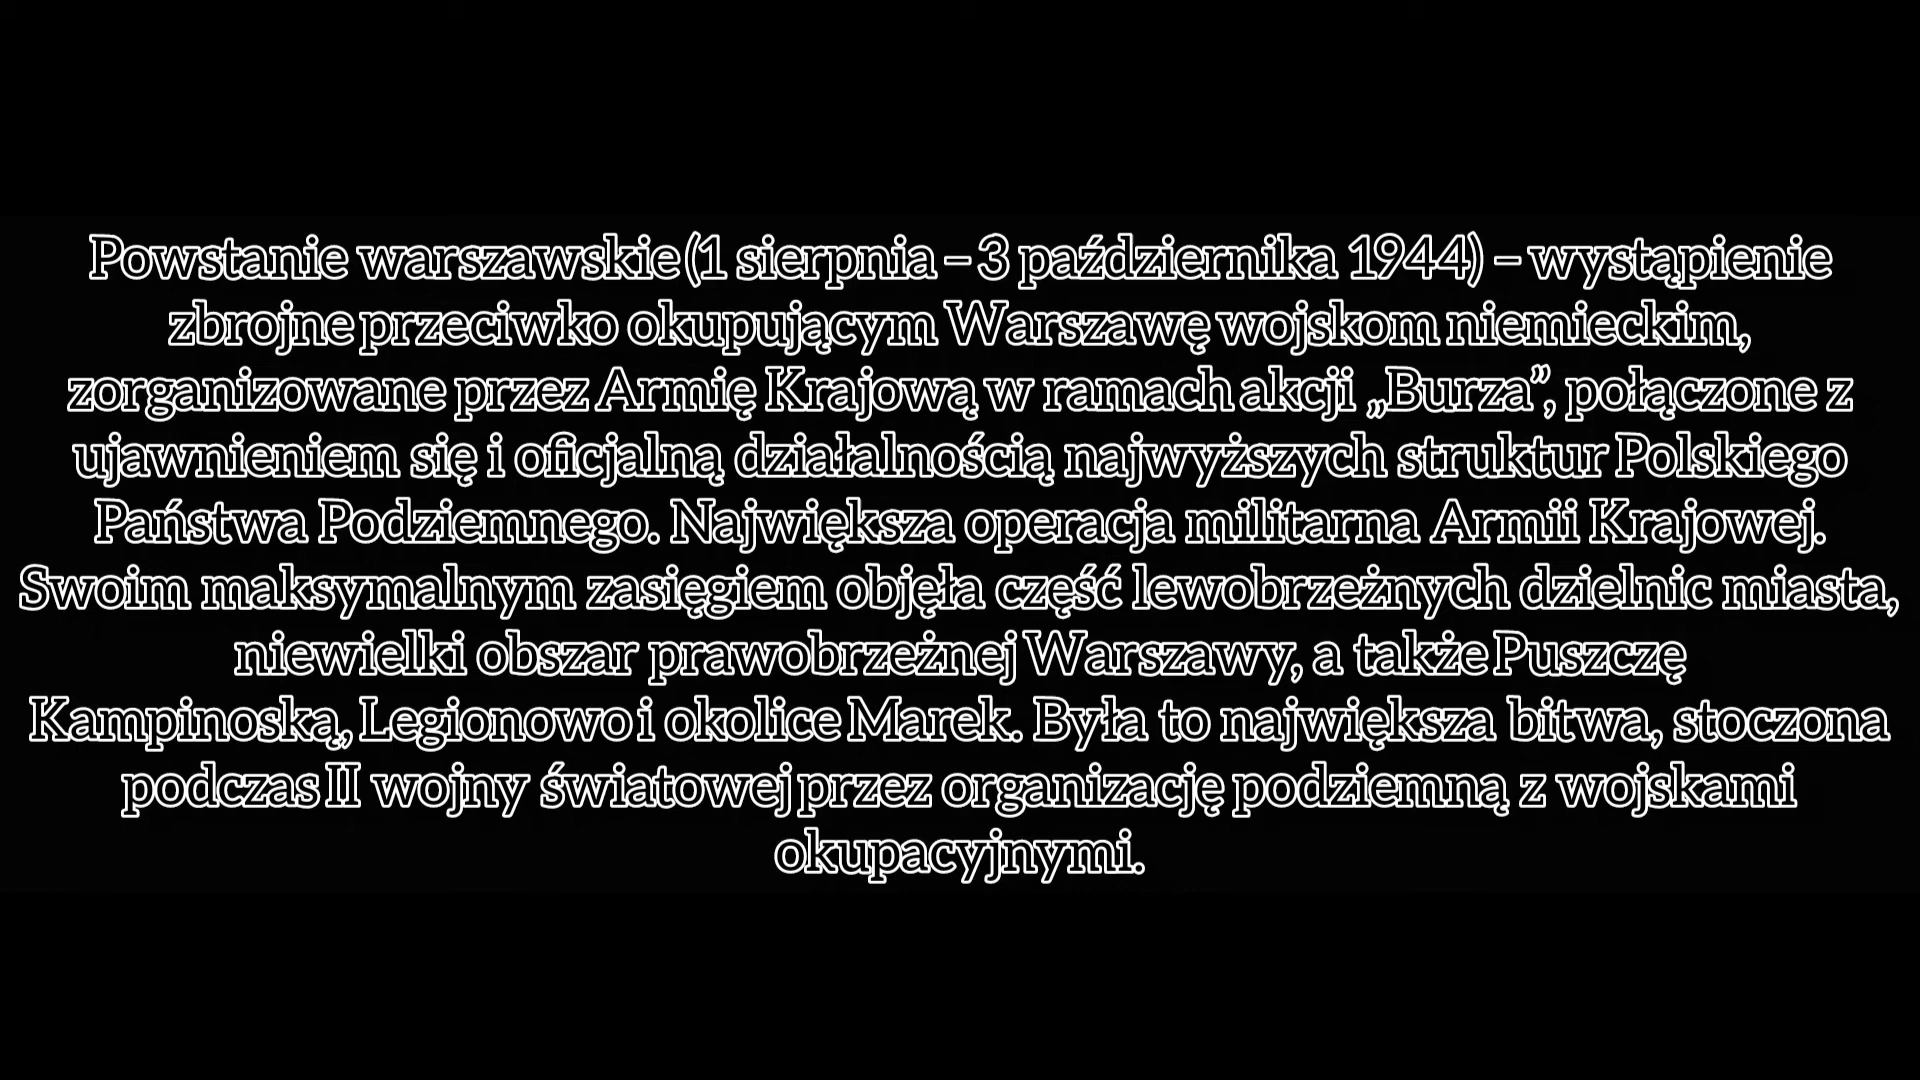 Powstanie warszawskie (1 sierpnia – 3 października 1944) – wystąpienie
zbrojne przeciwko okupującym Warszawę wojskom niemieckim,
zorganizowane przez Armię Krajową w ramach akcji „Burza”, połączone z
ujawnieniem się i oficjalną działalnością najwyższych struktur Polskiego
Państwa Podziemnego. Największa operacja militarna Armii Krajowej.
Swoim maksymalnym zasięgiem objęła część lewobrzeżnych dzielnic miasta,
niewielki obszar prawobrzeżnej Warszawy, a także Puszczę
Kampinoską, Legionowo i okolice Marek. Była to największa bitwa, stoczona
podczas II wojny światowej przez organizację podziemną z wojskami
okupacyjnymi.